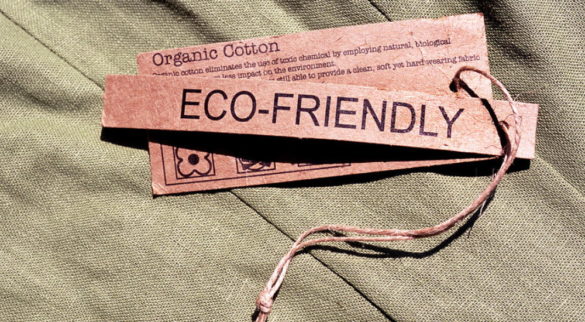 Organic Cotton
organic cotton eliminates the use of toxic chemical by employing natural, biological
less impact on the environment.
still able to provide a clean, soft yet hard wearing fabric
ECO-FRIENDLY